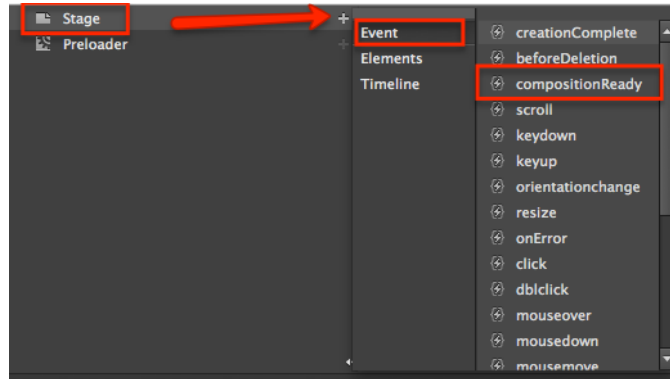 Stage
Preloader
+
+
Event
Elements
Timeline
creationComplete
beforeDeletion
compositionReady
scroll
keydown
keyup
orientationchange
resize
onError
click
dblclick
mouseover
mousedown
mousemove